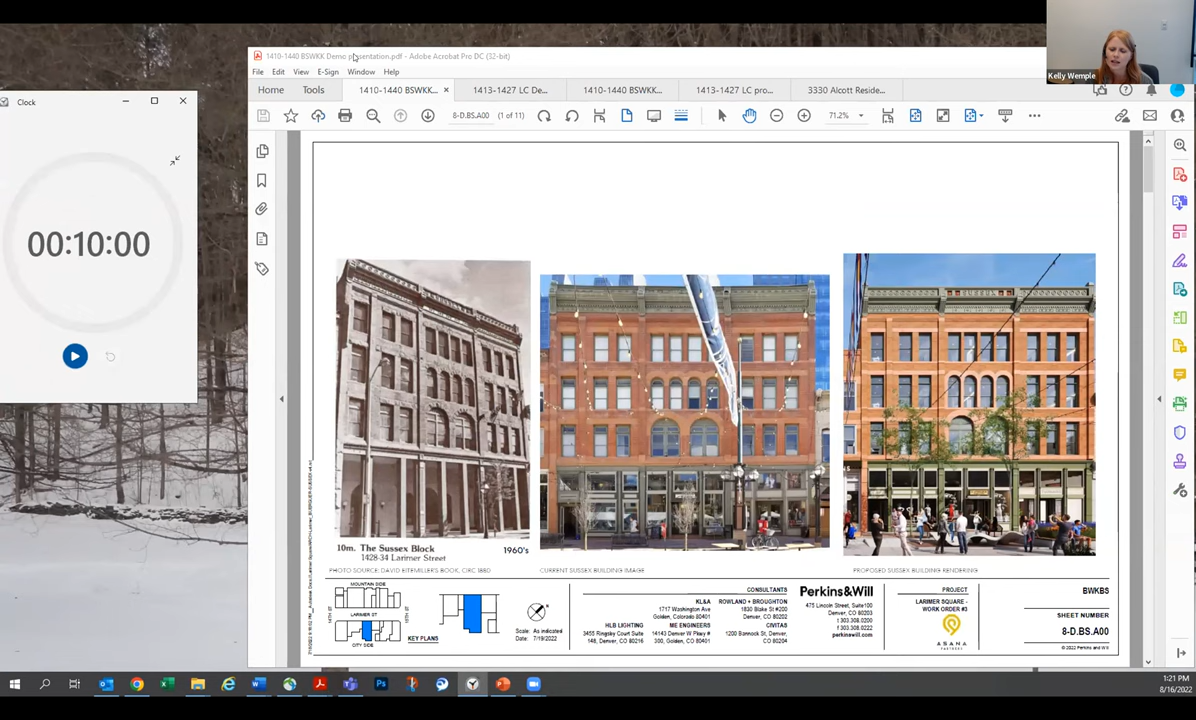 Kelly Wemple
1410-1440 BSWKK Demo presentation.pdf - Adobe Acrobat Pro DC (32-bit)
File Edit View E-Sign Window Help
Home Tools 1410-1440 BSWKK... × 1413-1427 LC De... 1410-1440 BSWKK... 1413-1427 LC pro... 3330 Alcott Reside...
8-D.BS.A00 (1 of 11) 71.2%
Clock
00:10:00
10m. The Sussex Block
1428-34 Larimer Street
1960's
PHOTO SOURCE: DAVID EITEMILLER'S BOOK, CIRC 1880
CURRENT SUSSEX BUILDING IMAGE
PROPOSED SUSSEX BUILDING RENDERING
MOUNTAIN SIDE
14TH ST
LARIMER ST
15TH ST
CITY SIDE
KEY PLANS
N
Scale: As indicated
Date: 7/19/2022
CONSULTANTS
KL&A
1717 Washington Ave
Golden, Colorado 80401
ROWLAND + BROUGHTON
1830 Blake St #200
Denver, CO 80202
HLB LIGHTING
3455 Ringsby Court Suite
148, Denver, CO 80216
ME ENGINEERS
14143 Denver W Pkwy #
300, Golden, CO 80401
CIVITAS
1200 Bannock St, Denver,
CO 80204
Perkins&Will
475 Lincoln Street, Suite100
Denver, CO 80203
t 303.308.0200
f 303.308.0222
perkinswill.com
PROJECT
LARIMER SQUARE -
WORK ORDER #3
ASANA
PARTNERS
BWKBS
SHEET NUMBER
8-D.BS.A00
© 2022 Perkins and Will
1:21 PM
8/16/2022